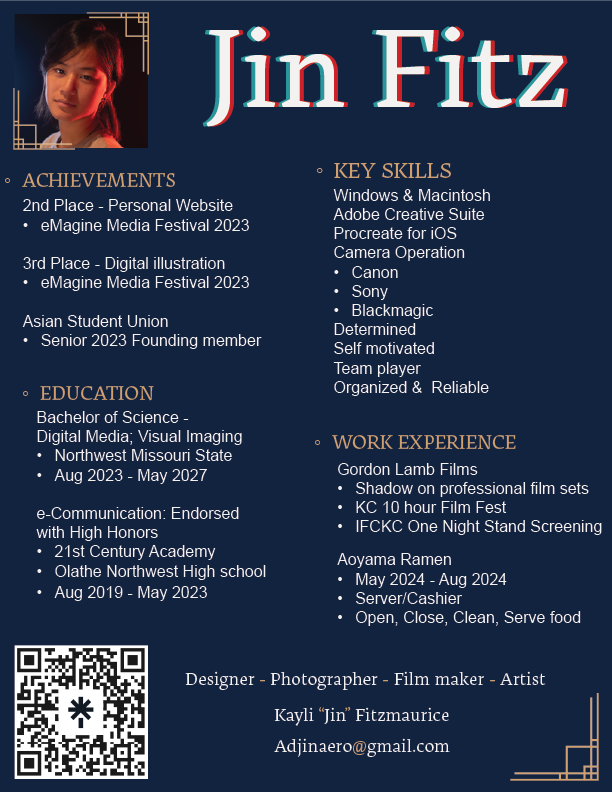 Jin Fitz
ACHIEVEMENTS
2nd Place - Personal Website
• eMagine Media Festival 2023
3rd Place - Digital illustration
• eMagine Media Festival 2023
Asian Student Union
• Senior 2023 Founding member
EDUCATION
Bachelor of Science -
Digital Media; Visual Imaging
• Northwest Missouri State
• Aug 2023 - May 2027
e-Communication: Endorsed
with High Honors
• 21st Century Academy
• Olathe Northwest High school
• Aug 2019 - May 2023
KEY SKILLS
Windows & Macintosh
Adobe Creative Suite
Procreate for iOS
Camera Operation
• Canon
• Sony
• Blackmagic
Determined
Self motivated
Team player
Organized & Reliable
WORK EXPERIENCE
Gordon Lamb Films
• Shadow on professional film sets
• KC 10 hour Film Fest
• IFCKC One Night Stand Screening
Aoyama Ramen
• May 2024 - Aug 2024
• Server/Cashier
• Open, Close, Clean, Serve food
Designer - Photographer - Film maker - Artist
Kayli “Jin” Fitzmaurice
Adjinaero@gmail.com